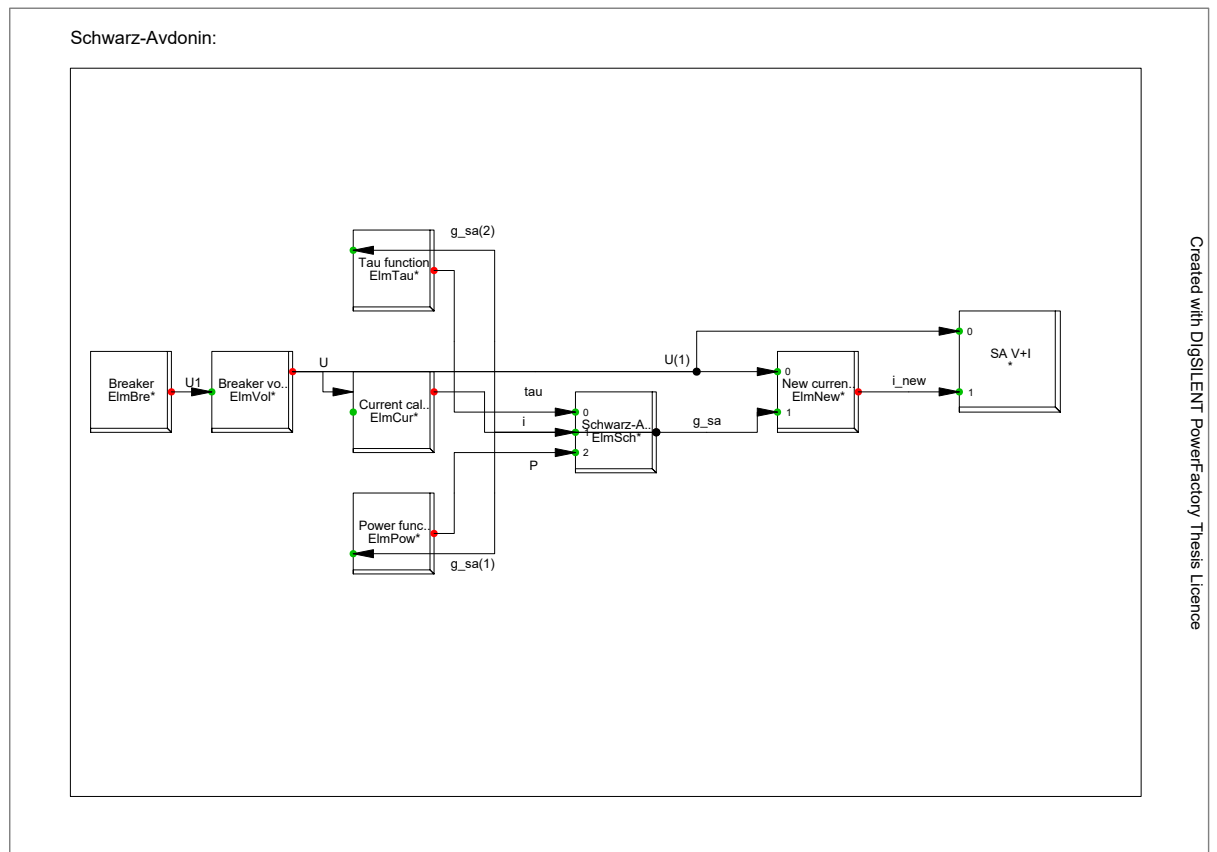 Schwarz-Avdonin:
g_sa(2)
Tau function
ElmTau*
Breaker
ElmBre*
U1
Breaker vo..
ElmVol*
U
Current cal..
ElmCur*
tau
i
P
0
1
2
Schwarz-A..
ElmSch*
g_sa
U(1)
0
1
New curren..
ElmNew*
i_new
0
1
SA V+I
*
Power func..
ElmPow*
g_sa(1)
Created with DIgSILENT PowerFactory Thesis Licence